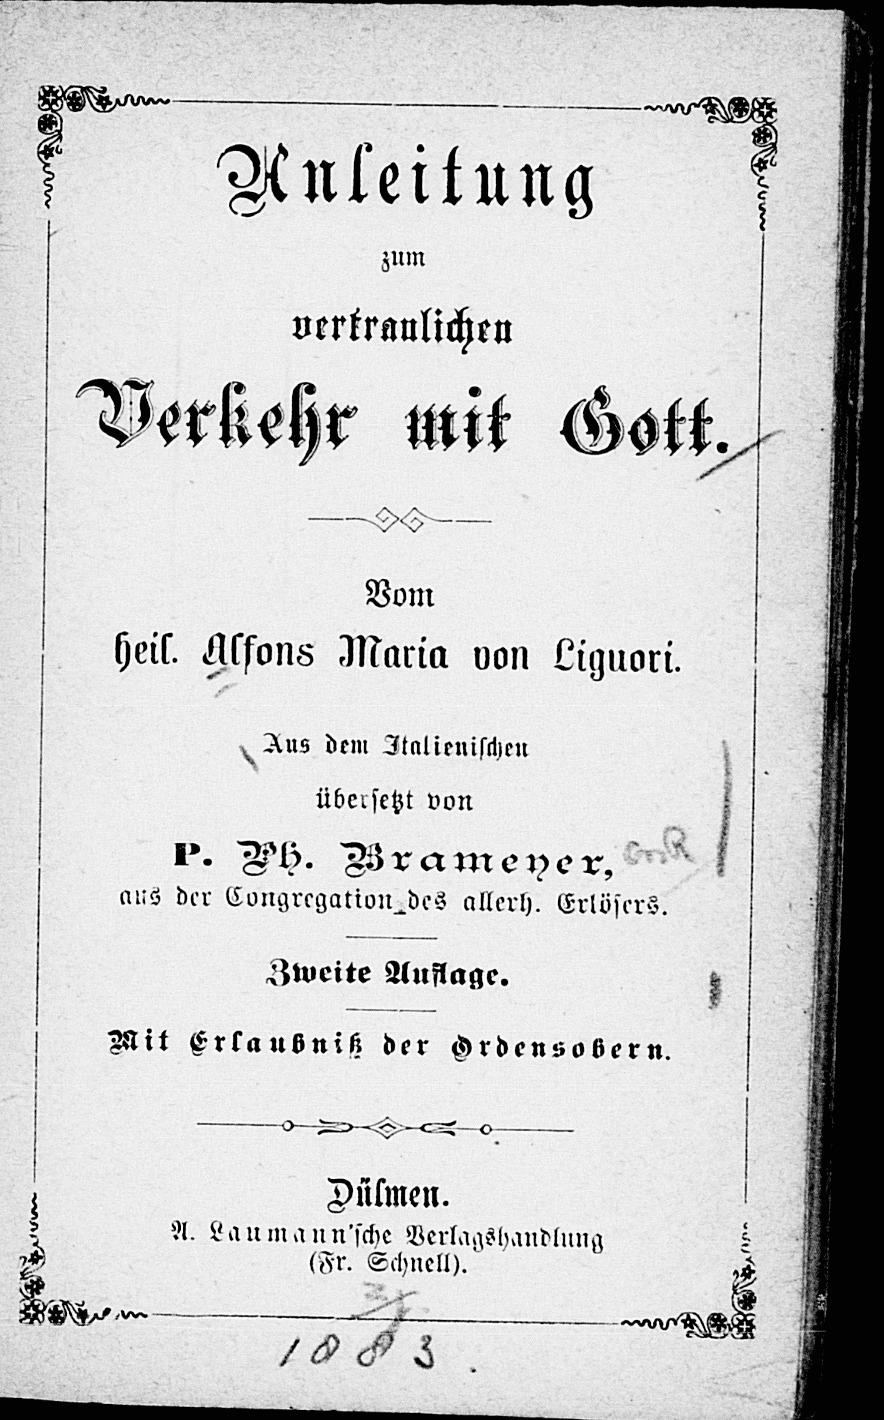 Anleitung
zum
vertraulichen
Verkehr mit Gott.
Vom
heil. Alfons Maria von Liguori.
Aus dem Italienischen
übersetzt von
P. Ph. Brameyer,
aus der Congregation des allerh. Erlösers.
Zweite Auflage.
Mit Erlaubniß der Ordensobern.
Dülmen.
A. Laumann'sche Verlagshandlung
(Fr. Schnell).
1883.